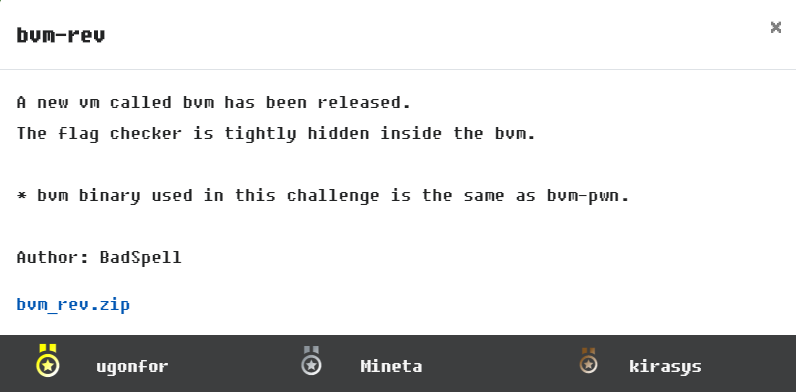 bvm-rev
×
A new vm called bvm has been released.
The flag checker is tightly hidden inside the bvm.
* bvm binary used in this challenge is the same as bvm-pwn.
Author: BadSpell
bvm_rev.zip
ugonfor Mineta kirasys